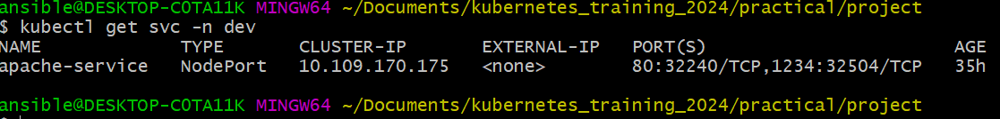 ansible@DESKTOP-COTA11K MINGW64 ~/Documents/kubernetes_training_2024/practical/project
$ kubectl get svc -n dev
NAME TYPE CLUSTER-IP EXTERNAL-IP PORT(S) AGE
apache-service NodePort 10.109.170.175 <none> 80:32240/TCP,1234:32504/TCP 35h
ansible@DESKTOP-COTA11K MINGW64 ~/Documents/kubernetes_training_2024/practical/project
$